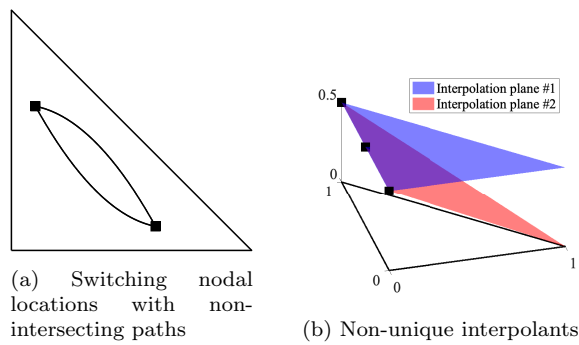 Interpolation plane #1
Interpolation plane #2
0.5
0
1
0
0
1
(a) Switching nodal
locations with non-
intersecting paths
(b) Non-unique interpolants